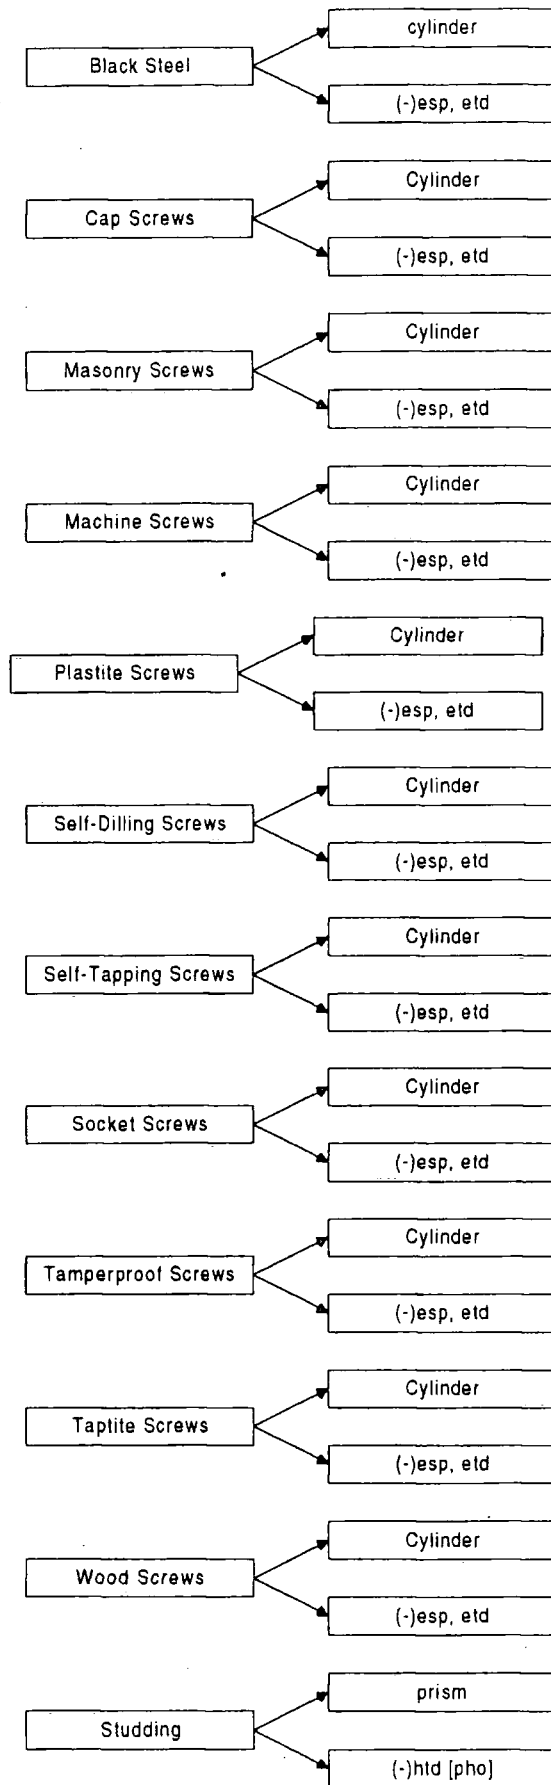 cylinder
Black Steel
(-)esp, etd
Cylinder
Cap Screws
(-)esp, etd
Cylinder
Masonry Screws
(-)esp, etd
Cylinder
Machine Screws
(-)esp, etd
Cylinder
Plastite Screws
(-)esp, etd
Cylinder
Self-Dilling Screws
(-)esp, etd
Cylinder
Self-Tapping Screws
(-)esp, etd
Cylinder
Socket Screws
(-)esp, etd
Cylinder
Tamperproof Screws
(-)esp, etd
Cylinder
Taptite Screws
(-)esp, etd
Cylinder
Wood Screws
(-)esp, etd
prism
Studding
(-)htd [pho]